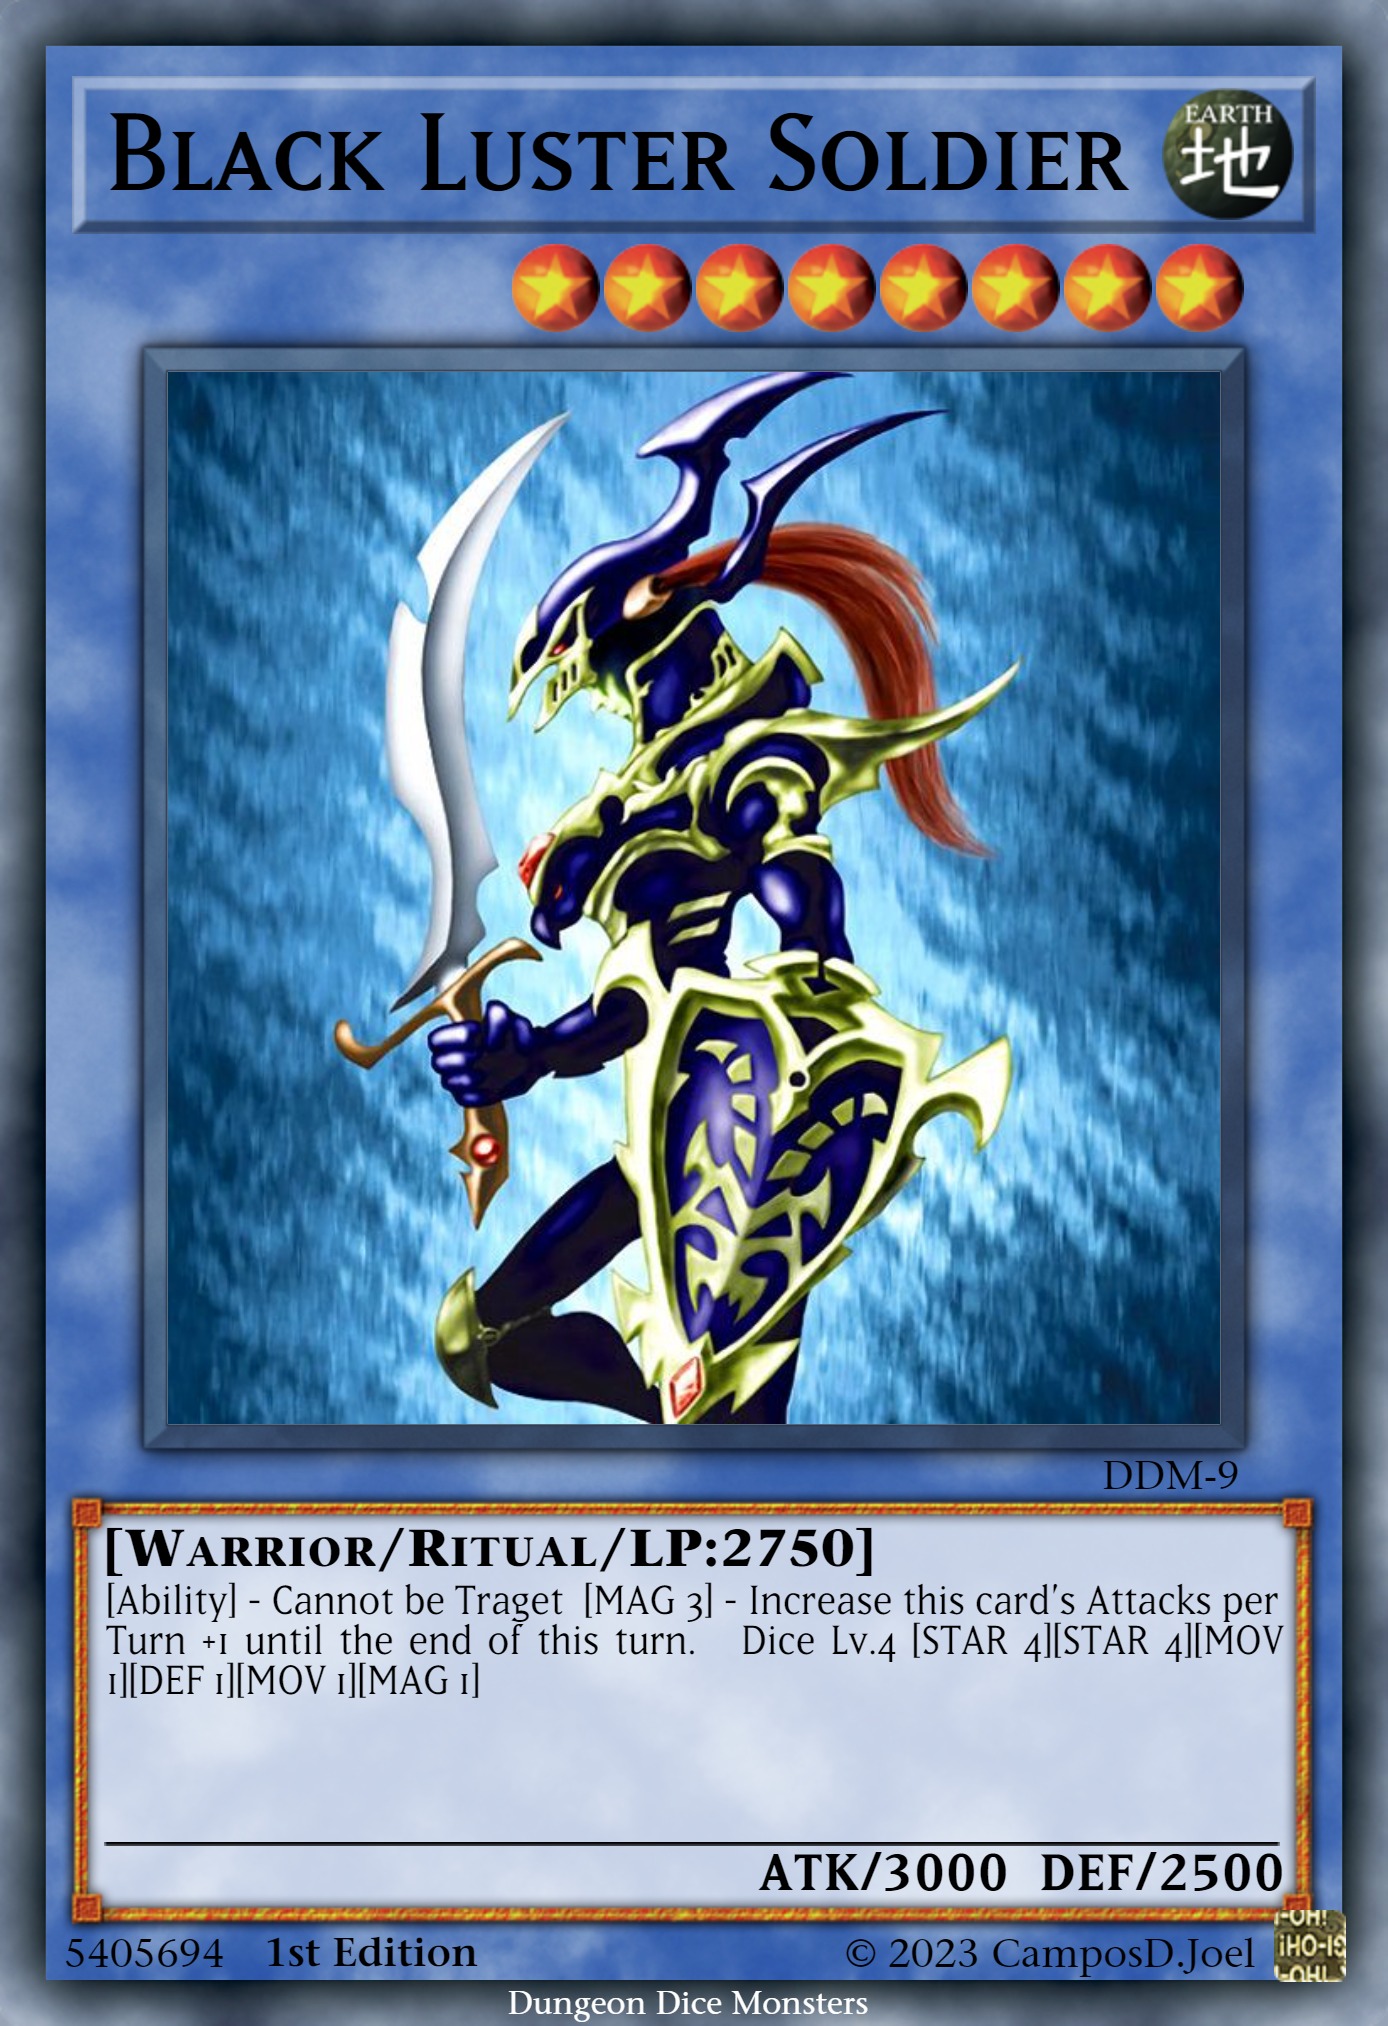 Black Luster Soldier
EARTH
地
DDM-9
[Warrior/Ritual/LP:2750]
[Ability] - Cannot be Traget [MAG 3] - Increase this card's Attacks per
Turn +1 until the end of this turn. Dice Lv.4 [STAR 4][STAR 4][MOV
1][DEF 1][MOV 1][MAG 1]
ATK/3000 DEF/2500
5405694 1st Edition © 2023 CamposD.Joel
Dungeon Dice Monsters